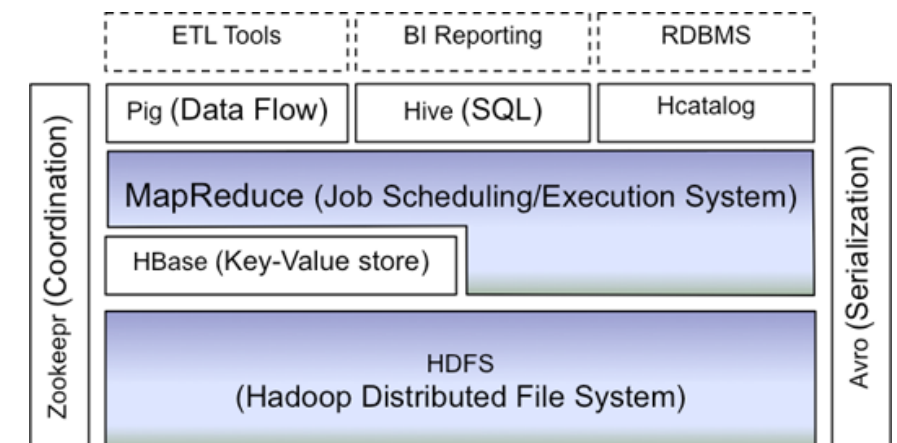 ETL Tools
BI Reporting
RDBMS
Pig (Data Flow)
Hive (SQL)
Hcatalog
MapReduce (Job Scheduling/Execution System)
HBase (Key-Value store)
HDFS
(Hadoop Distributed File System)
Zookeepr (Coordination)
Avro (Serialization)